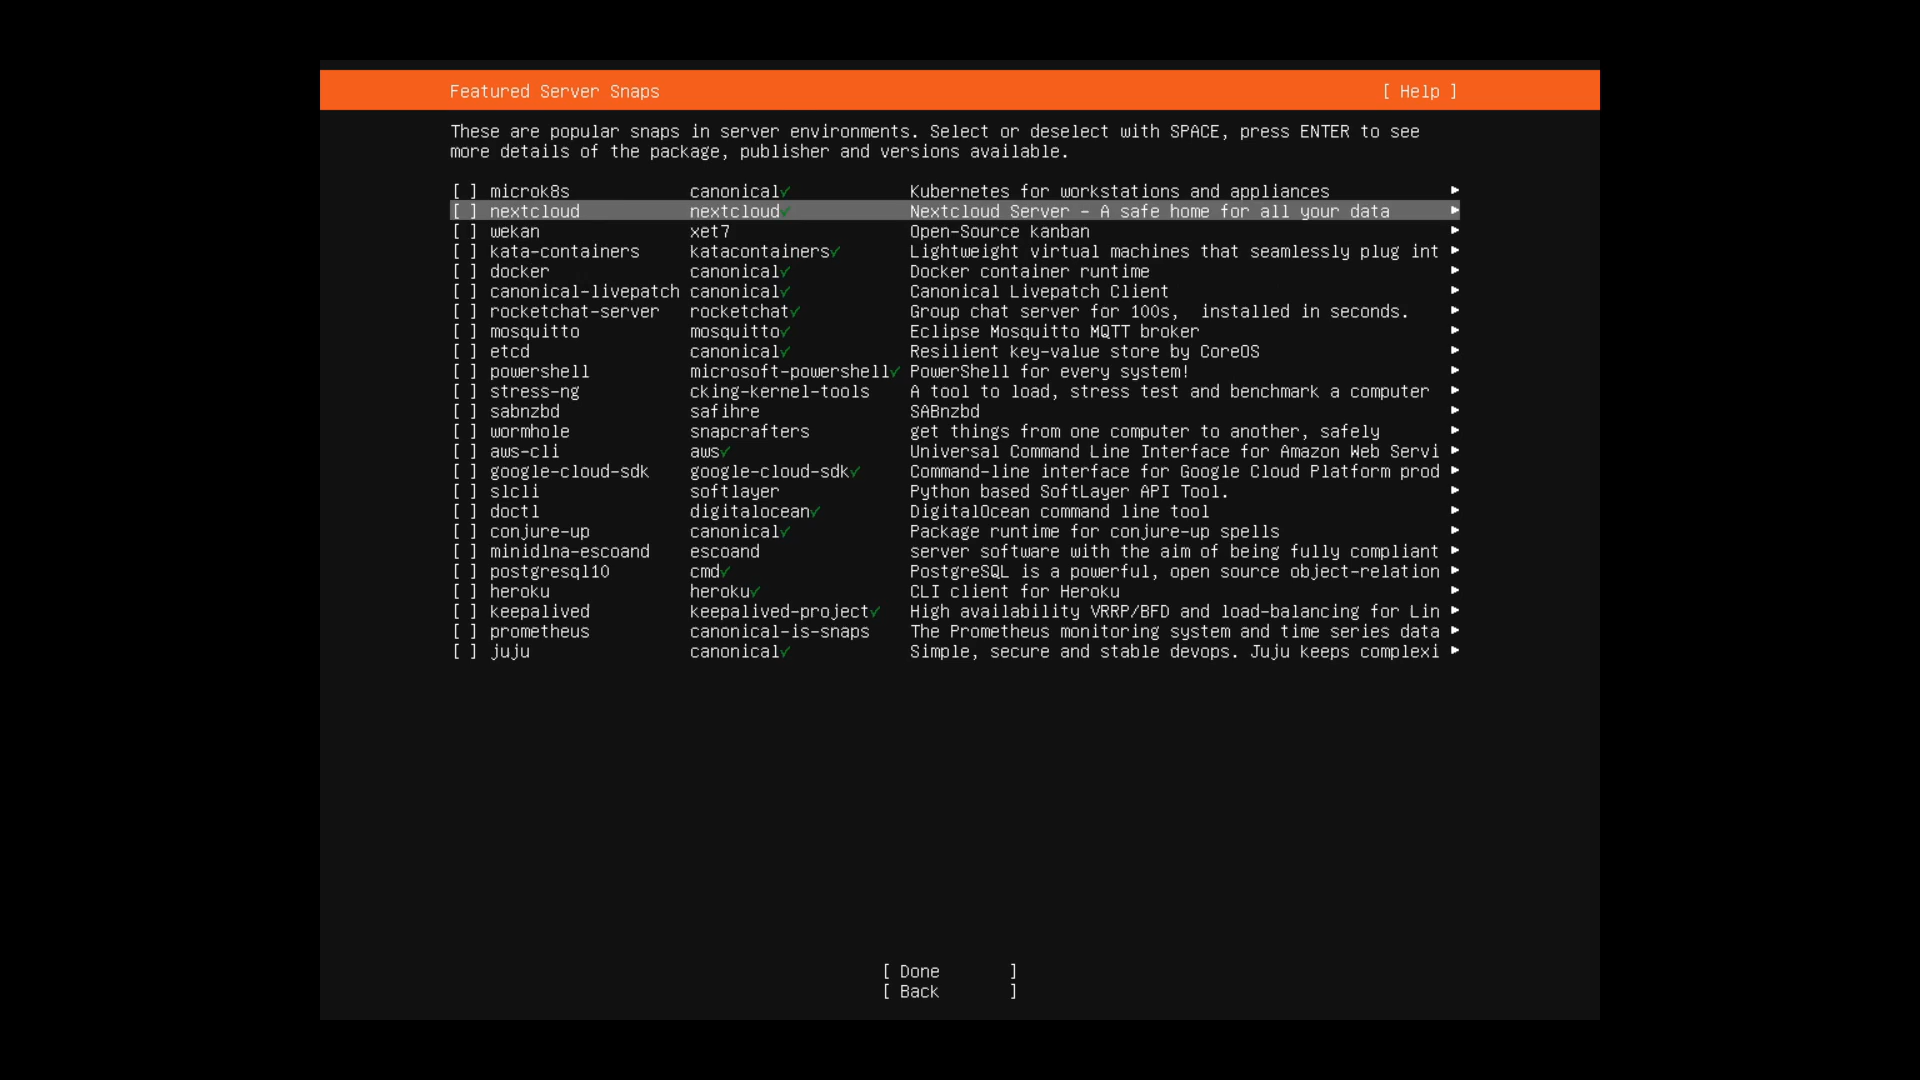 Featured Server Snaps [ Help ]
These are popular snaps in server environments. Select or deselect with SPACE, press ENTER to see
more details of the package, publisher and versions available.
[ ] microk8s canonical✓ Kubernetes for workstations and appliances ▸
[ ] nextcloud nextcloud✓ Nextcloud Server - A safe home for all your data ▸
[ ] wekan xet7 Open-Source kanban ▸
[ ] kata-containers katacontainers✓ Lightweight virtual machines that seamlessly plug int ▸
[ ] docker canonical✓ Docker container runtime ▸
[ ] canonical-livepatch canonical✓ Canonical Livepatch Client ▸
[ ] rocketchat-server rocketchat✓ Group chat server for 100s,  installed in seconds. ▸
[ ] mosquitto mosquitto✓ Eclipse Mosquitto MQTT broker ▸
[ ] etcd canonical✓ Resilient key-value store by CoreOS ▸
[ ] powershell microsoft-powershell✓ PowerShell for every system! ▸
[ ] stress-ng cking-kernel-tools A tool to load, stress test and benchmark a computer ▸
[ ] sabnzbd safihre SABnzbd ▸
[ ] wormhole snapcrafters get things from one computer to another, safely ▸
[ ] aws-cli aws✓ Universal Command Line Interface for Amazon Web Servi ▸
[ ] google-cloud-sdk google-cloud-sdk✓ Command-line interface for Google Cloud Platform prod ▸
[ ] slcli softlayer Python based SoftLayer API Tool. ▸
[ ] doctl digitalocean✓ DigitalOcean command line tool ▸
[ ] conjure-up canonical✓ Package runtime for conjure-up spells ▸
[ ] minidlna-escoand escoand server software with the aim of being fully compliant ▸
[ ] postgresql10 cmd✓ PostgreSQL is a powerful, open source object-relation ▸
[ ] heroku heroku✓ CLI client for Heroku ▸
[ ] keepalived keepalived-project✓ High availability VRRP/BFD and load-balancing for Lin ▸
[ ] prometheus canonical-is-snaps The Prometheus monitoring system and time series data ▸
[ ] juju canonical✓ Simple, secure and stable devops. Juju keeps complexi ▸
[ Done ]
[ Back ]